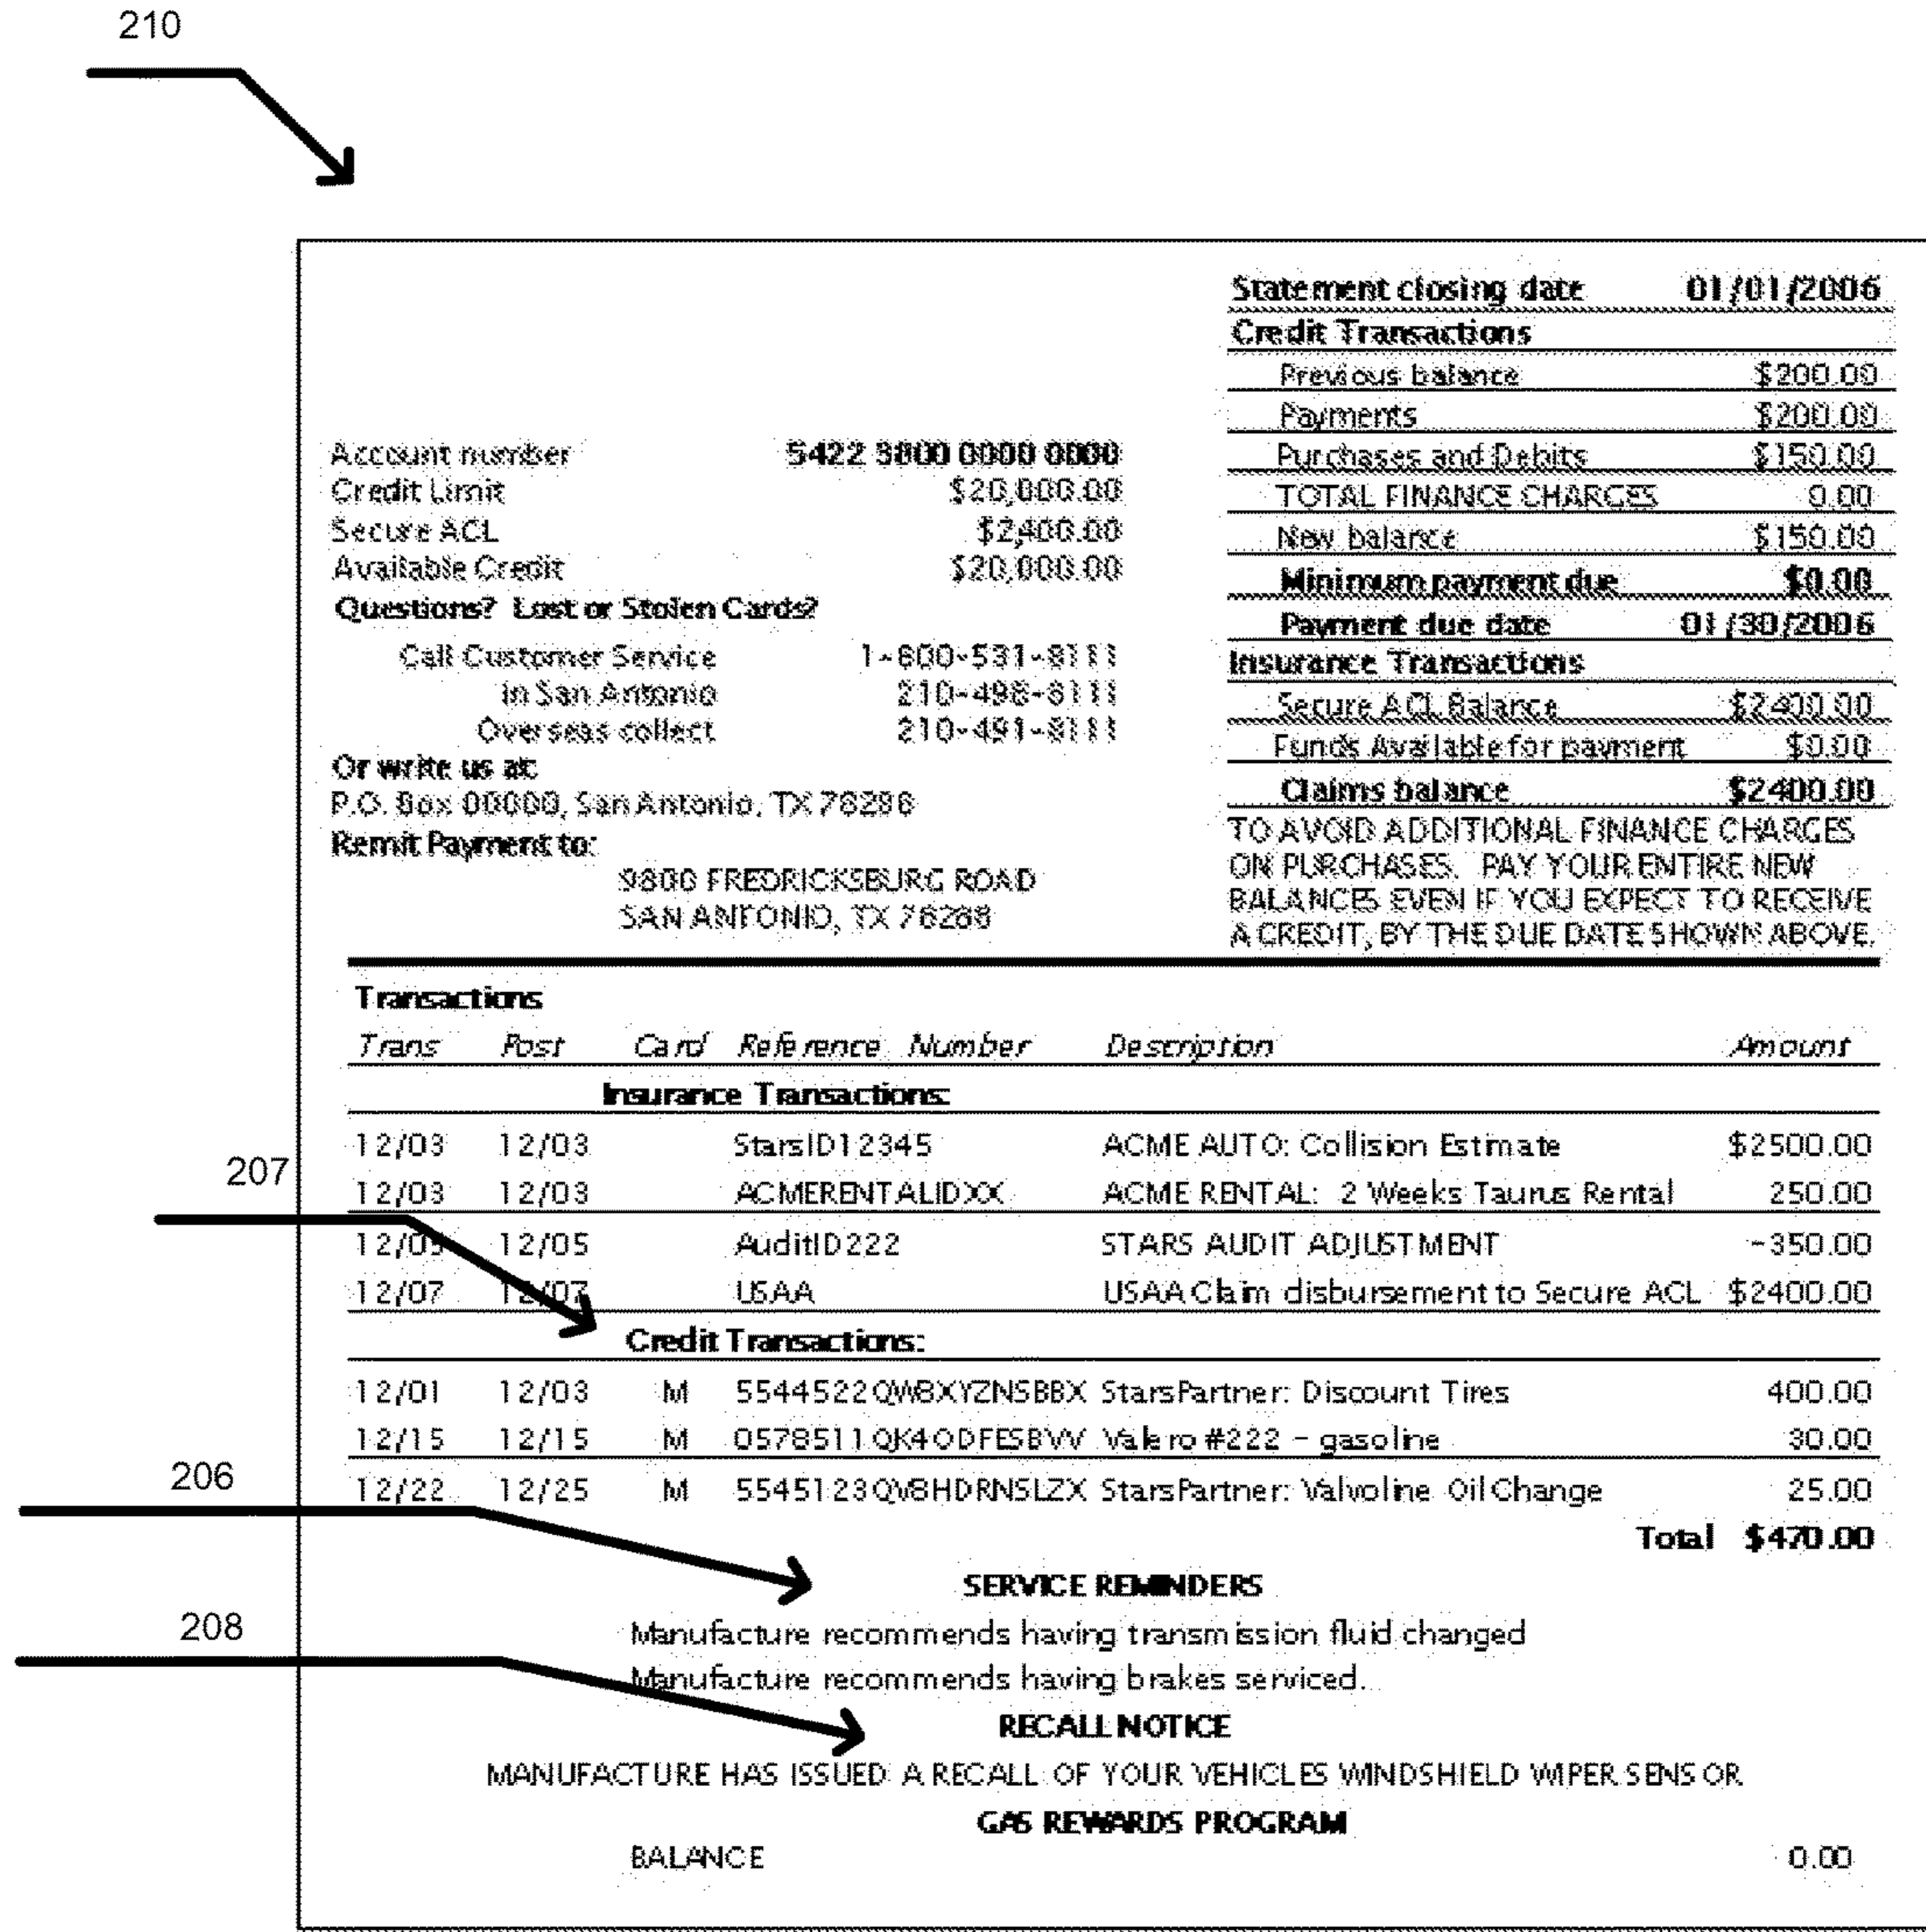 210
Statement closing date 01/01/2006
Credit Transactions
Previous balance $200.00
Payments $200.00
Purchases and Debits $150.00
TOTAL FINANCE CHARGES 0.00
New balance $150.00
Minimum payment due $0.00
Payment due date 01/30/2006
Insurance Transactions
Secure ACL Balance $2400.00
Funds Available for payment $0.00
Claims balance $2400.00
TO AVOID ADDITIONAL FINANCE CHARGES
ON PURCHASES. PAY YOUR ENTIRE NEW
BALANCES EVEN IF YOU EXPECT TO RECEIVE
A CREDIT, BY THE DUE DATE SHOWN ABOVE.
Account number 5422 3800 0000 0000
Credit Limit $20,000.00
Secure ACL $2,400.00
Available Credit $20,000.00
Questions? Lost or Stolen Cards?
Call Customer Service 1-800-531-8111
in San Antonio 210-498-8111
Overseas collect 210-491-8111
Or write us at:
P.O. Box 00000, San Antonio, TX 78288
Remit Payment to:
9800 FREDRICKSBURG ROAD
SAN ANTONIO, TX 78288
Transactions
Trans Post Card Reference Number Description Amount
Insurance Transactions:
12/03 12/03 StarsID12345 ACME AUTO: Collision Estimate $2500.00
207
12/03 12/03 ACMERENTALIDXX ACME RENTAL: 2 Weeks Taurus Rental 250.00
12/05 12/05 AuditID222 STARS AUDIT ADJUSTMENT -350.00
12/07 12/07 USAA USAA Claim disbursement to Secure ACL $2400.00
Credit Transactions:
12/01 12/03 M 5544522QWBXYZNSBBX StarsPartner: Discount Tires 400.00
12/15 12/15 M 0578511QK4ODFESBVV Valero #222 - gasoline 30.00
206
12/22 12/25 M 5545123QV8HDRNSLZX StarsPartner: Valvoline Oil Change 25.00
Total $470.00
SERVICE REMINDERS
208
Manufacture recommends having transmission fluid changed
Manufacture recommends having brakes serviced.
RECALL NOTICE
MANUFACTURE HAS ISSUED A RECALL OF YOUR VEHICLES WINDSHIELD WIPER SENSOR
GAS REWARDS PROGRAM
BALANCE 0.00